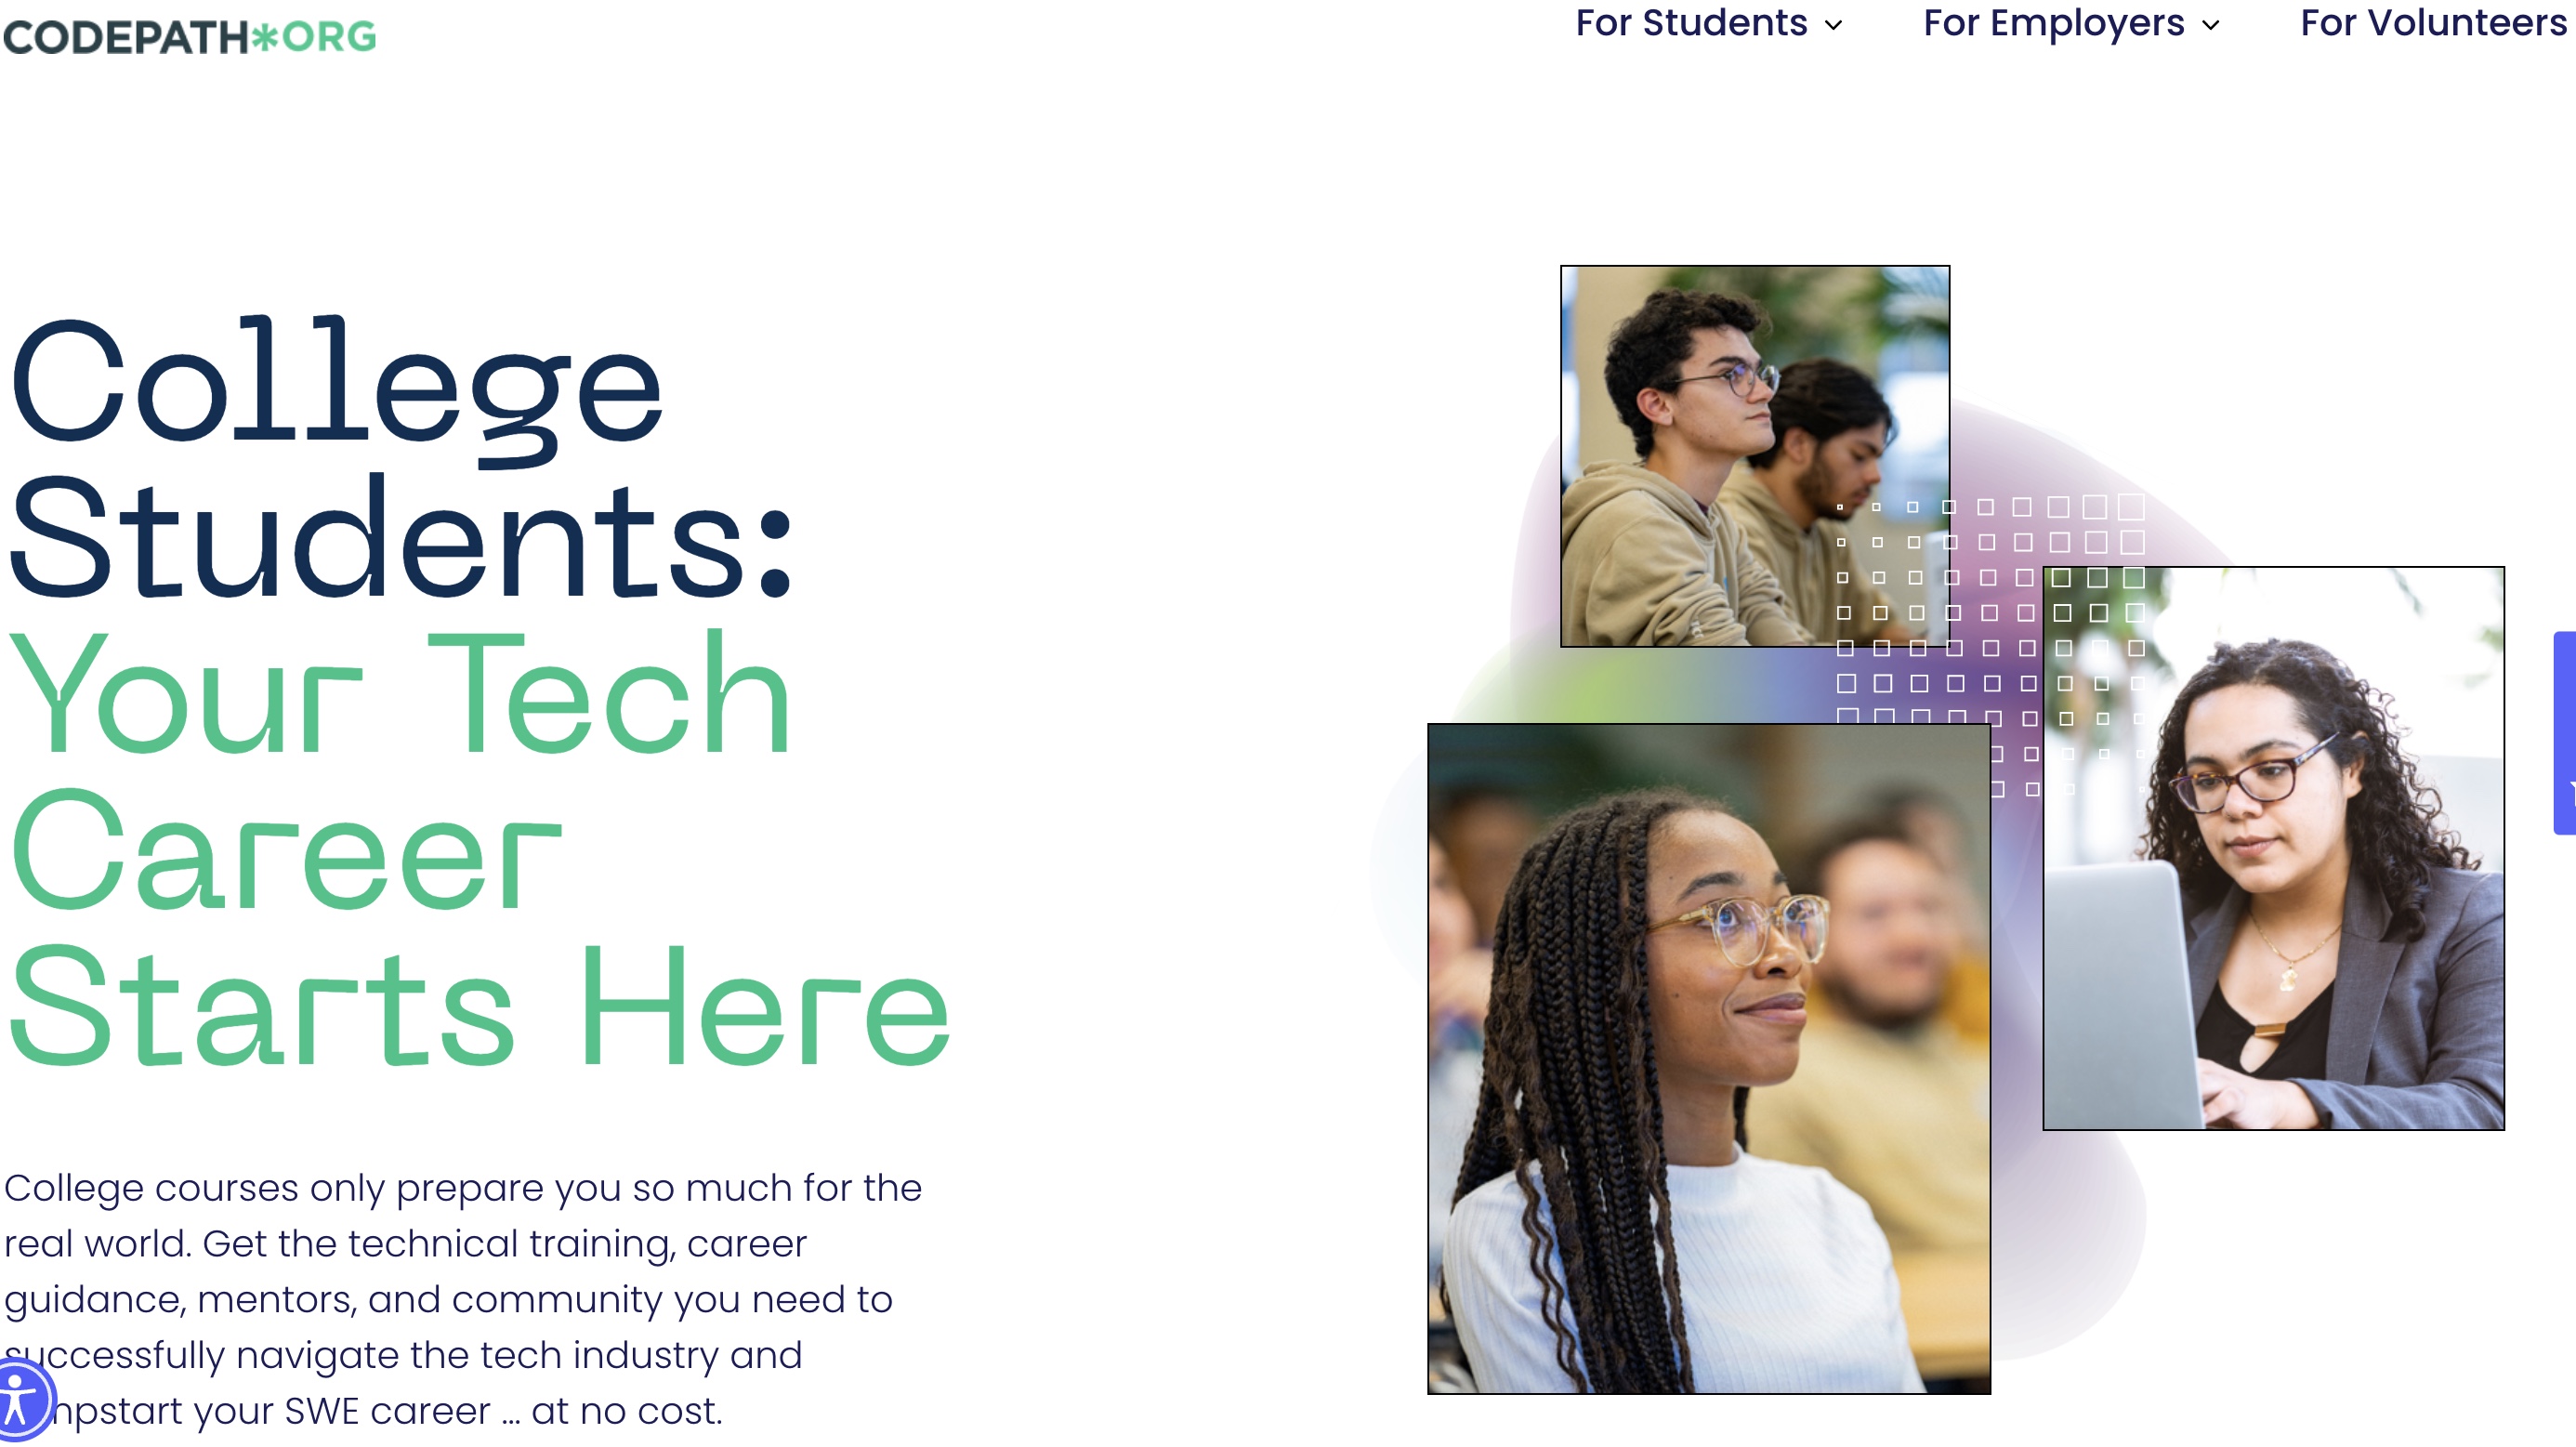 CODEPATH*ORG
For Students
For Employers
For Volunteers
College
Students:
Your Tech
Career
Starts Here
College courses only prepare you so much for the
real world. Get the technical training, career
guidance, mentors, and community you need to
successfully navigate the tech industry and
your SWE career ... at no cost.